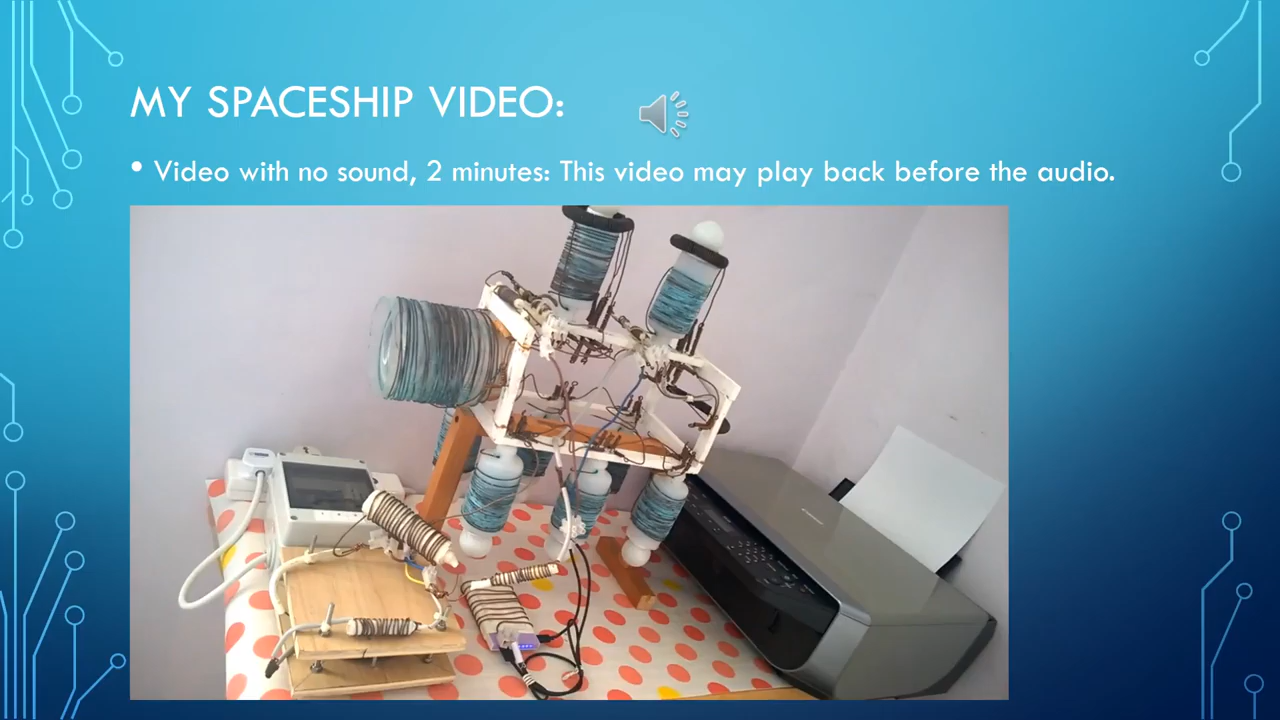 MY SPACESHIP VIDEO:
• Video with no sound, 2 minutes: This video may play back before the audio.